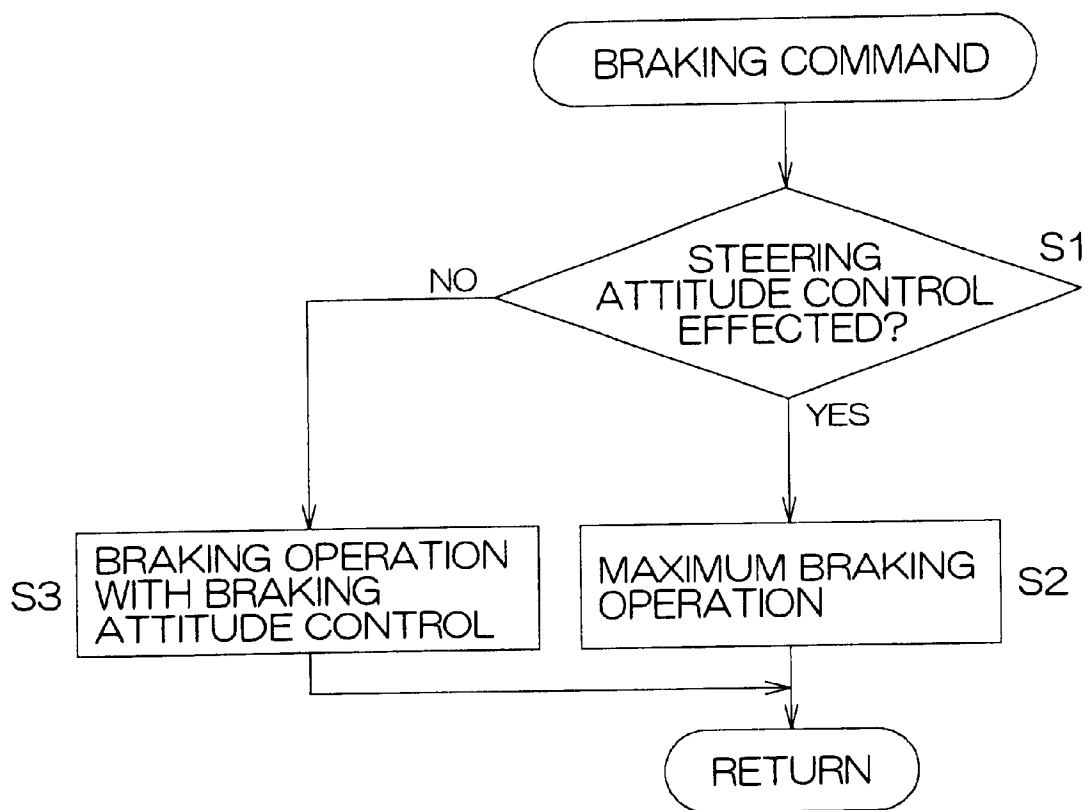 BRAKING COMMAND
STEERING
ATTITUDE CONTROL
EFFECTED?
S1
NO
YES
BRAKING OPERATION
WITH BRAKING
ATTITUDE CONTROL
S3
MAXIMUM BRAKING
OPERATION
S2
RETURN